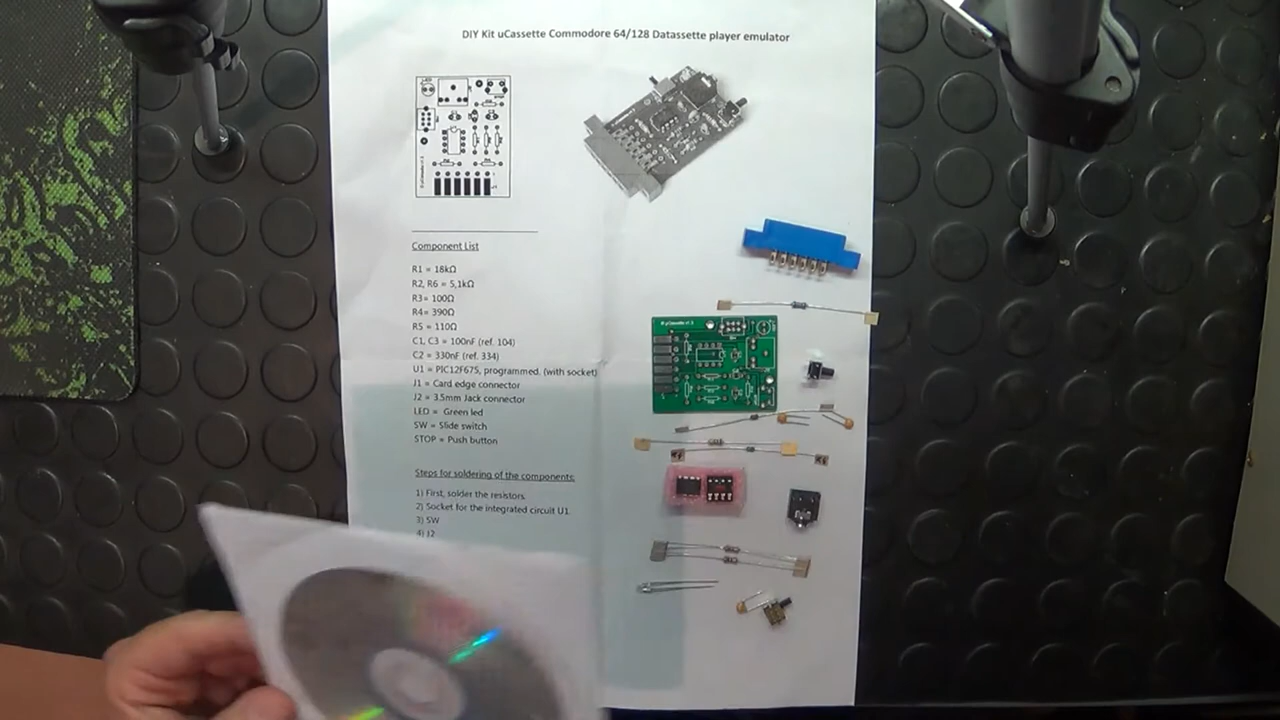 DIY Kit uCassette Commodore 64/128 Datassette player emulator
Component List
R1 = 18kΩ
R2, R6 = 5,1kΩ
R3= 100Ω
R4= 390Ω
R5 = 110Ω
C1, C3 = 100nF (ref. 104)
C2 = 330nF (ref. 334)
U1 = PIC12F675, programmed. (with socket)
J1 = Card edge connector
J2 = 3.5mm Jack connector
LED = Green led
SW = Slide switch
STOP = Push button
Steps for soldering of the components:
1) First, solder the resistors.
2) Socket for the integrated circuit U1.
3) SW
4) J2